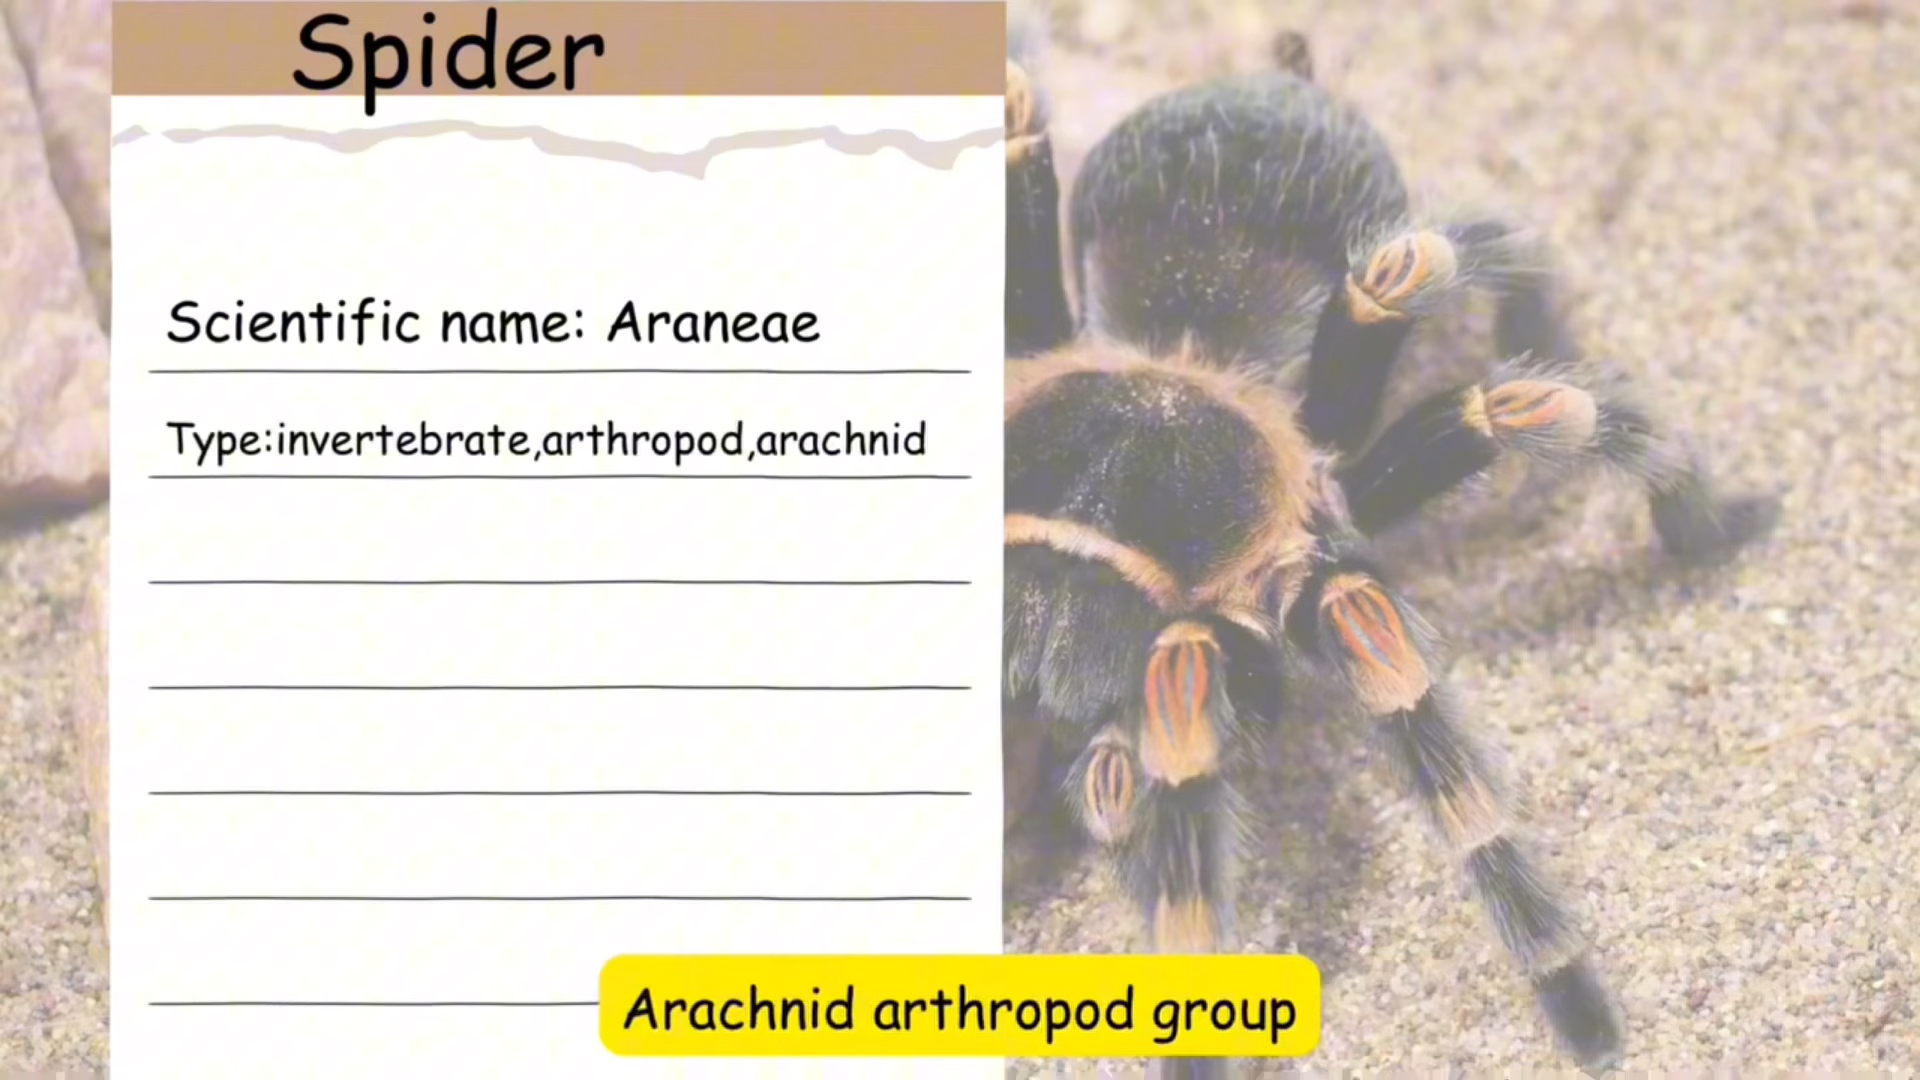 Spider
Scientific name: Araneae
Type:invertebrate,arthropod,arachnid
Arachnid arthropod group